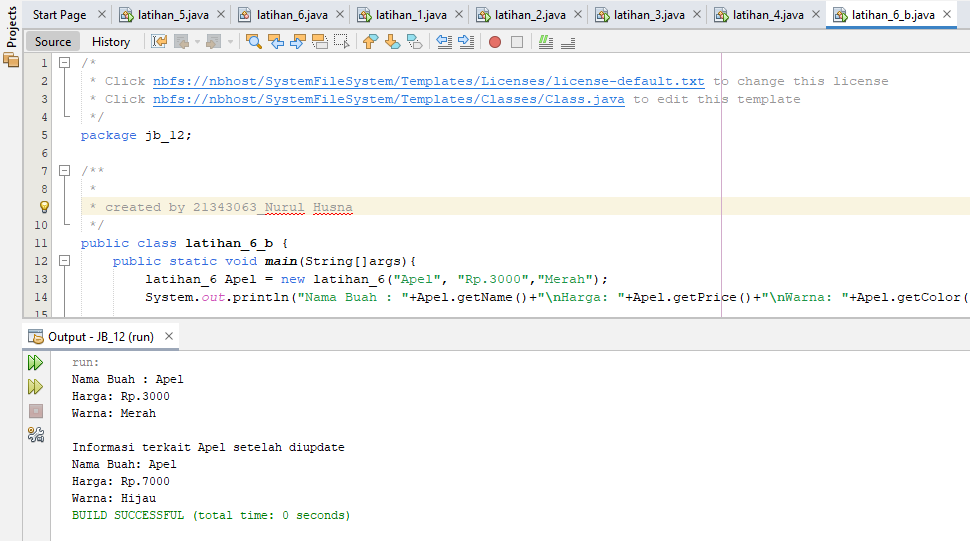 Projects
Start Page
latihan_5.java
latihan_6.java
latihan_1.java
latihan_2.java
latihan_3.java
latihan_4.java
latihan_6_b.java
Source History
1 /*
2 * Click nbfs://nbhost/SystemFileSystem/Templates/Licenses/license-default.txt to change this license
3 * Click nbfs://nbhost/SystemFileSystem/Templates/Classes/Class.java to edit this template
4 */
5 package jb_12;
6
7 /**
8 *
* created by 21343063_Nurul Husna
10 */
11 public class latihan_6_b {
12 public static void main(String[]args){
13 latihan_6 Apel = new latihan_6("Apel", "Rp.3000","Merah");
14 System.out.println("Nama Buah : "+Apel.getName()+"\nHarga: "+Apel.getPrice()+"\nWarna: "+Apel.getColor(
15
Output - JB_12 (run)
run:
Nama Buah : Apel
Harga: Rp.3000
Warna: Merah
Informasi terkait Apel setelah diupdate
Nama Buah: Apel
Harga: Rp.7000
Warna: Hijau
BUILD SUCCESSFUL (total time: 0 seconds)